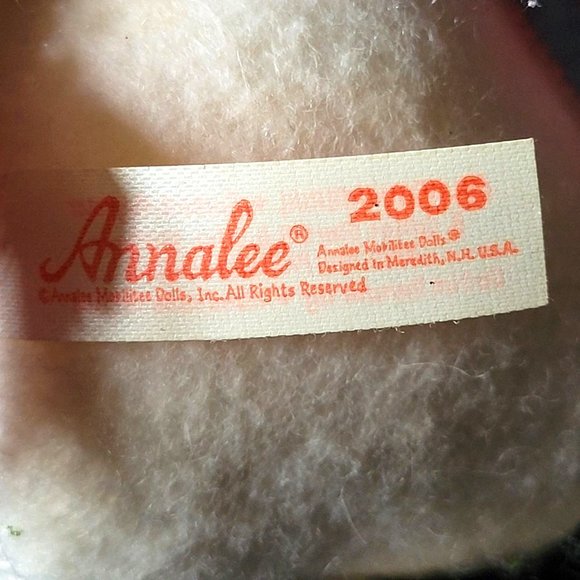 2006
Annalee®
Annalee Mobilitee Dolls®
Designed in Meredith, N.H. U.S.A.
© Annalee Mobilitee Dolls, Inc. All Rights Reserved